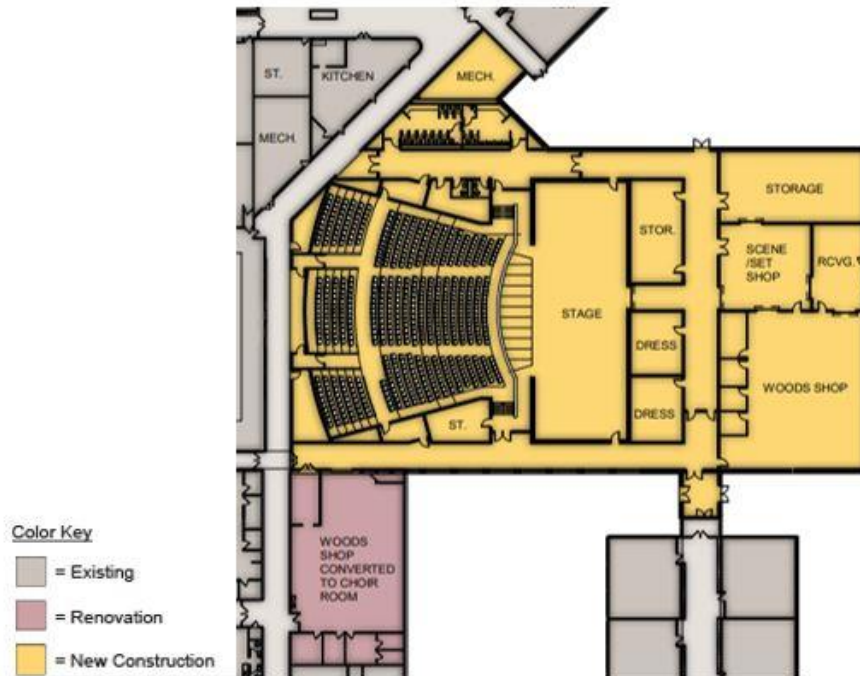 ST.
KITCHEN
MECH.
MECH.
STORAGE
STOR.
SCENE
/SET
SHOP
RCVG.
STAGE
DRESS
WOODS SHOP
DRESS
ST.
WOODS
SHOP
CONVERTED
TO CHOIR
ROOM
Color Key
= Existing
= Renovation
= New Construction